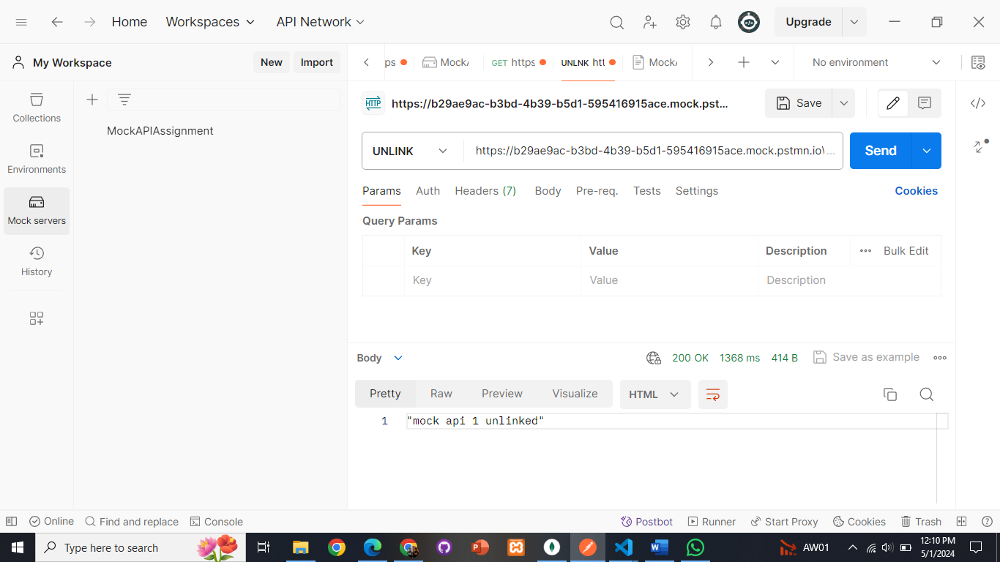 Home Workspaces API Network Upgrade
My Workspace New Import ps MockA GET https UNLNK htt MockA No environment
Collections
Environments
Mock servers
History
MockAPIAssignment
HTTP https://b29ae9ac-b3bd-4b39-b5d1-595416915ace.mock.pst... Save
UNLINK https://b29ae9ac-b3bd-4b39-b5d1-595416915ace.mock.pstmn.io\... Send
Params Auth Headers (7) Body Pre-req. Tests Settings Cookies
Query Params
Key Value Description Bulk Edit
Key Value Description
Body 200 OK 1368 ms 414 B Save as example
Pretty Raw Preview Visualize HTML
1 "mock api 1 unlinked"
Online Find and replace Console Postbot Runner Start Proxy Cookies Trash
Type here to search AW01 12:10 PM
5/1/2024